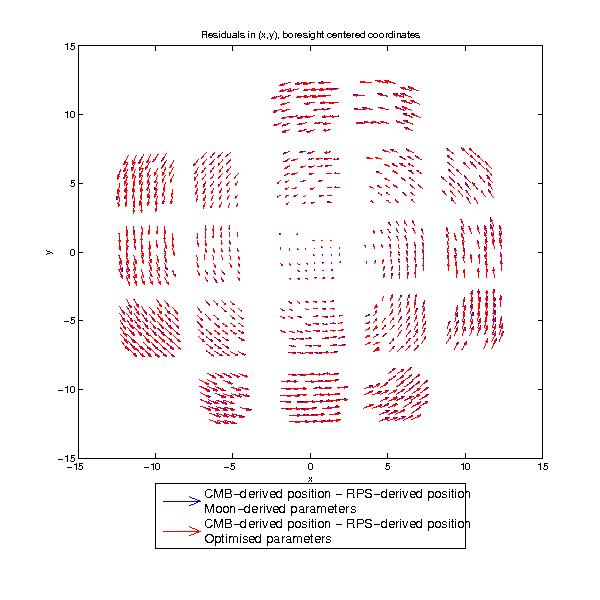 Residuals in (x,y), boresight centered coordinates
15
10
5
0
−5
−10
−15
y
−15
−10
−5
0
5
10
15
x
CMB−derived position − RPS−derived position
Moon−derived parameters
CMB−derived position − RPS−derived position
Optimised parameters